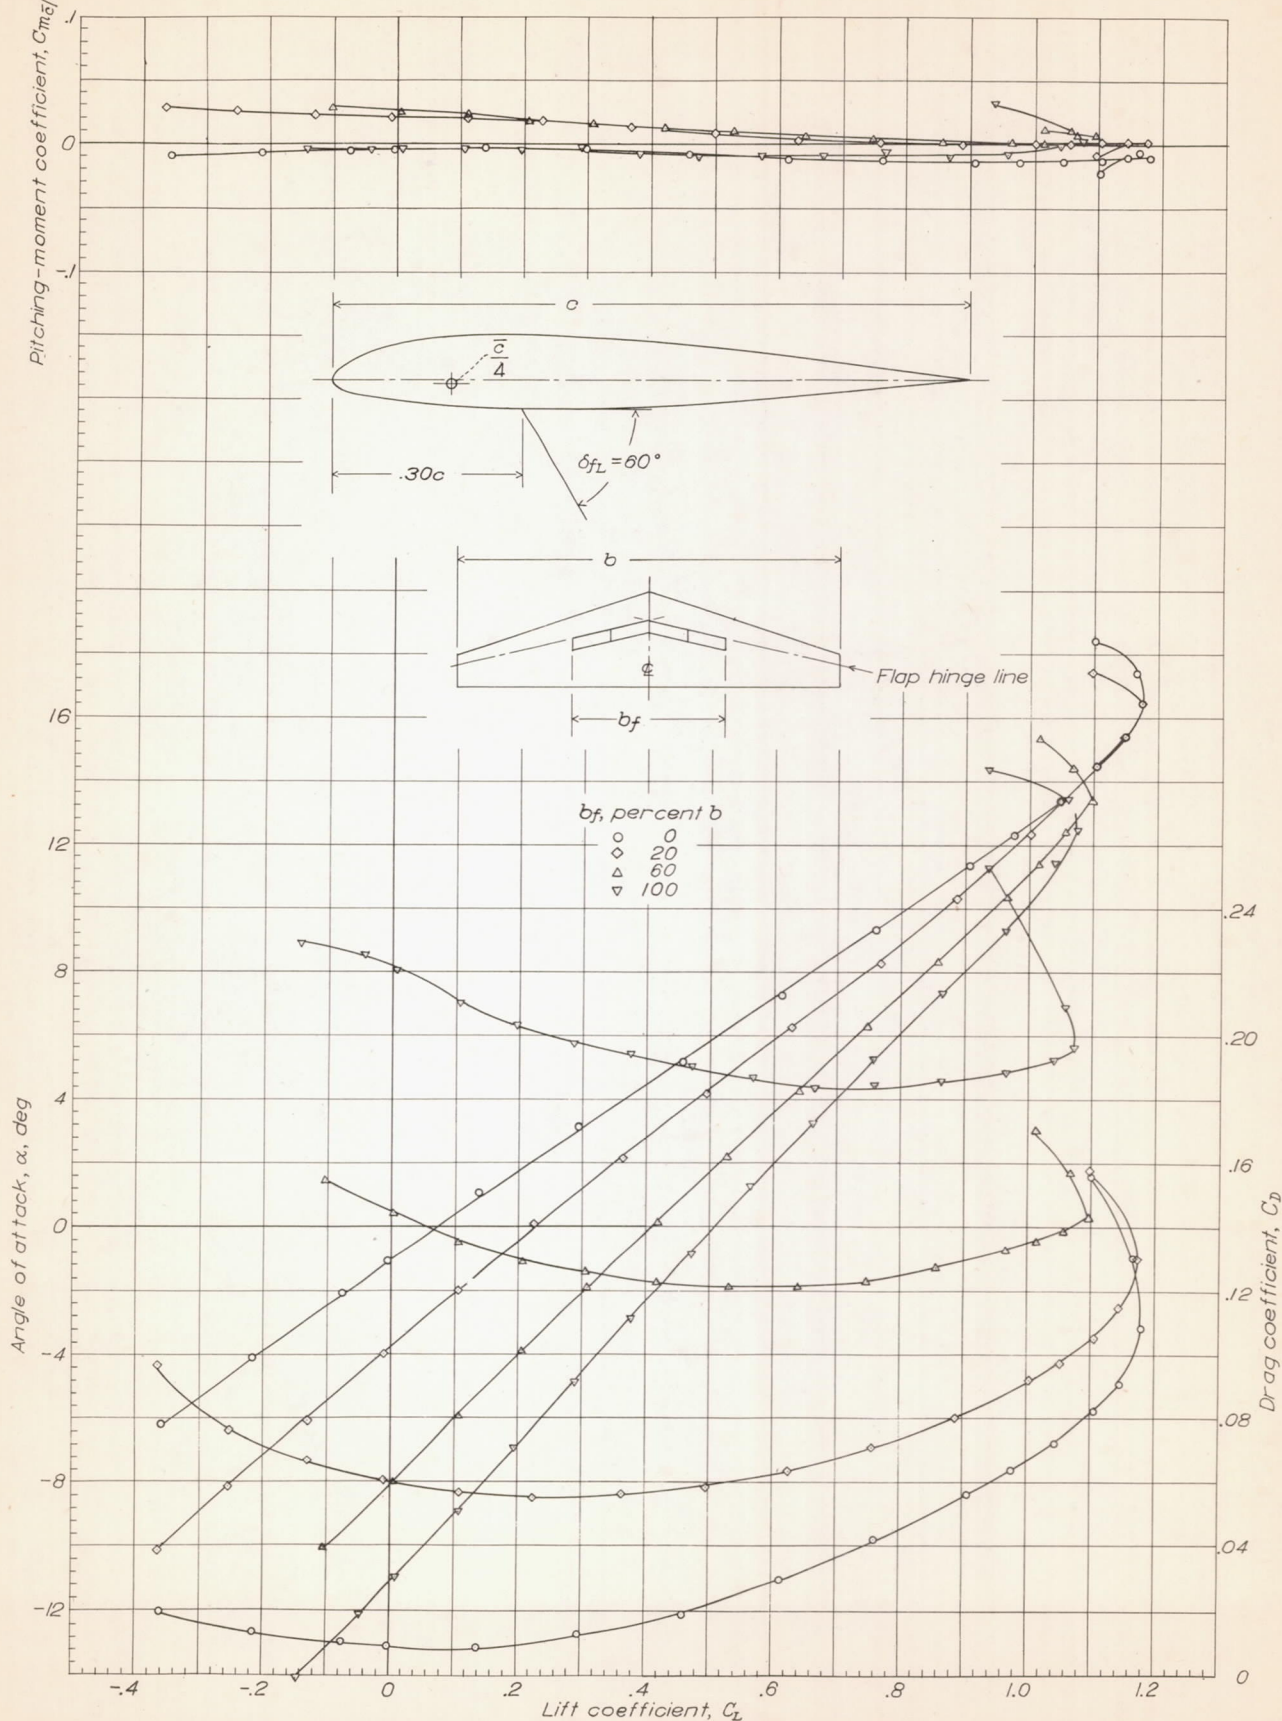 Pitching-moment coefficient, Cmc̄/
.1
0
-.1
c
c̄
4
δfL=60°
.30c
b
℄
Flap hinge line
bf
bf, percent b
0
20
60
100
16
12
8
4
0
-4
-8
-12
Angle of attack, α, deg
.24
.20
.16
.12
.08
.04
0
Drag coefficient, CD
-.4
-.2
0
.2
.4
.6
.8
1.0
1.2
Lift coefficient, CL